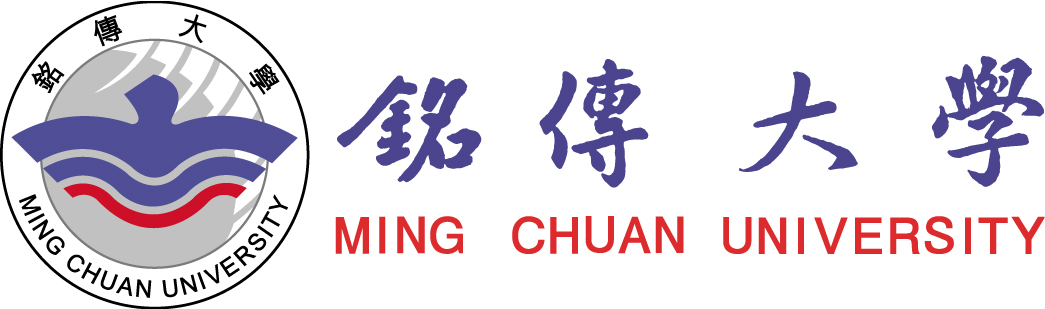 銘傳大學
MING CHUAN UNIVERSITY
銘傳大學
MING CHUAN UNIVERSITY